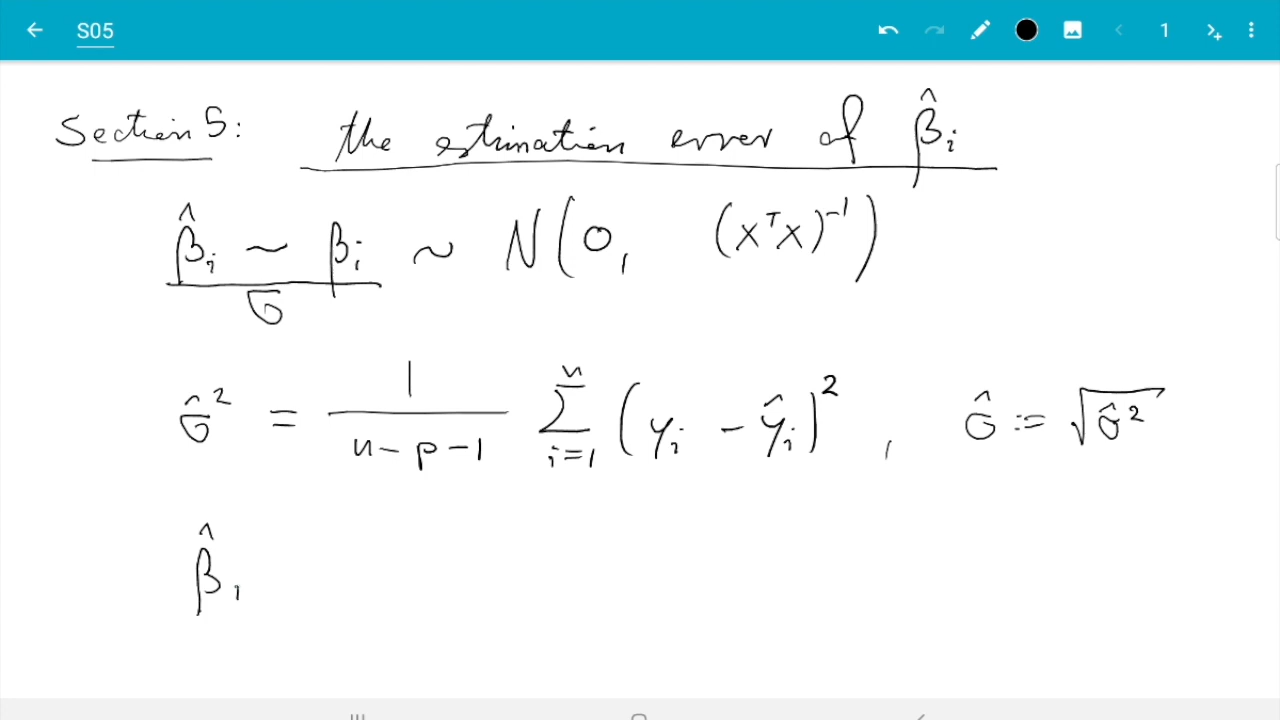 S05
1
Section 5: the estimation error of β̂ᵢ
(β̂ᵢ ~ βᵢ)/σ ~ N(0, (XᵀX)⁻¹)
σ̂² = 1/(n-p-1) ∑ᵢ₌₁ⁿ (yᵢ - ŷᵢ)², σ̂ := √σ̂²
β̂ı